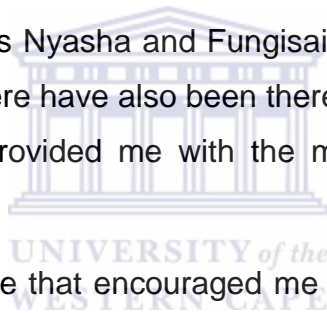 s Nyasha and Fungisai
ere have also been there
rovided me with the m
UNIVERSITY of the
e that encouraged me
WESTERN CAPE